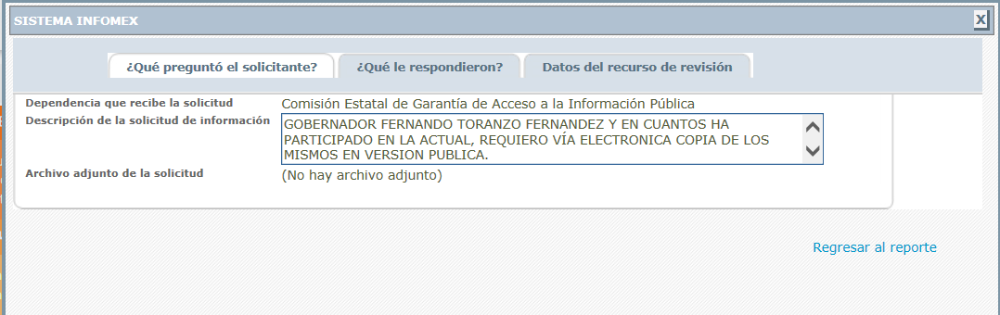 SISTEMA INFOMEX
X
¿Qué preguntó el solicitante?
¿Qué le respondieron?
Datos del recurso de revisión
Dependencia que recibe la solicitud
Comisión Estatal de Garantía de Acceso a la Información Pública
Descripción de la solicitud de información
GOBERNADOR FERNANDO TORANZO FERNANDEZ Y EN CUANTOS HA
PARTICIPADO EN LA ACTUAL, REQUIERO VÍA ELECTRONICA COPIA DE LOS
MISMOS EN VERSION PUBLICA.
Archivo adjunto de la solicitud
(No hay archivo adjunto)
Regresar al reporte